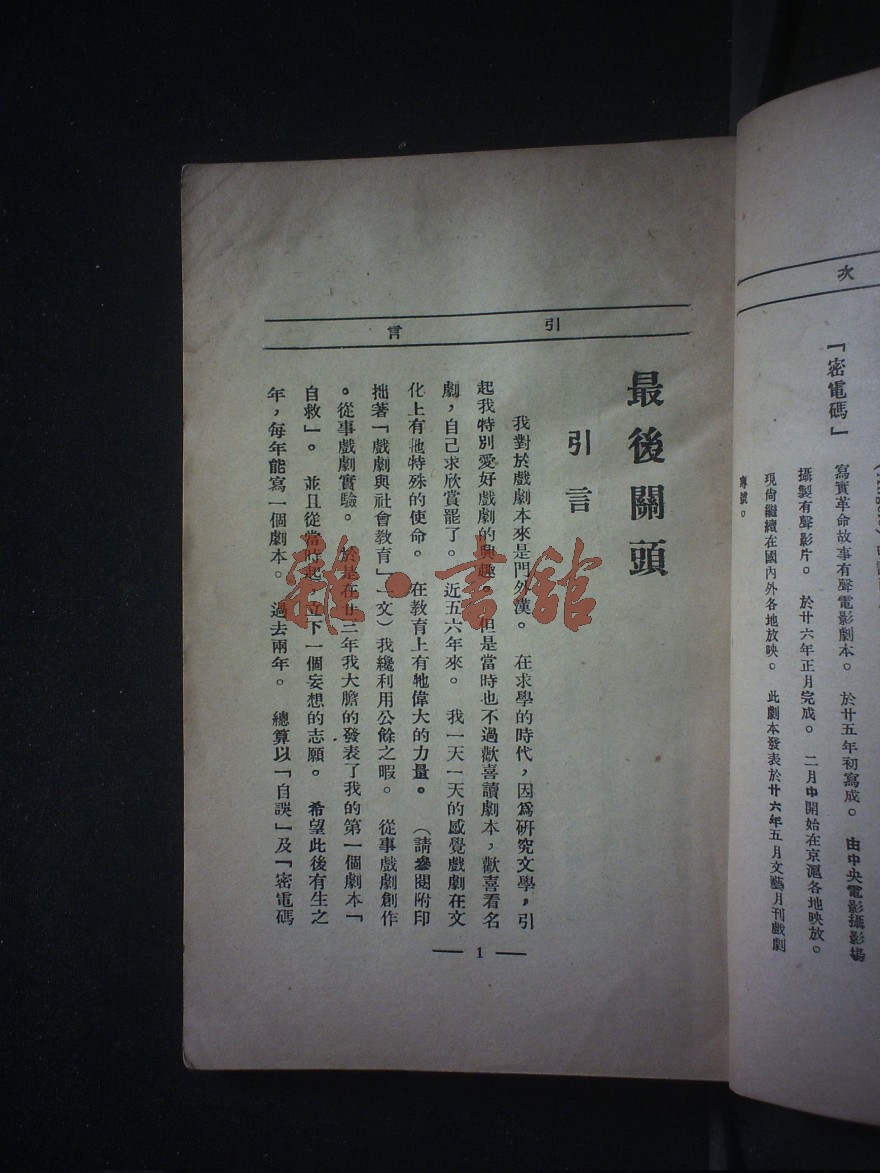 次
「密電碼」
寫實革命故事有聲電影劇本。 於廿五年初寫成。 由中央電影攝影場
攝製有聲影片。 於廿六年正月完成。 二月中開始在京滬各地映放。
現尙繼續在國內外各地放映。 此劇本發表於廿六年五月文藝月刊戲劇
專號。
引言
最後關頭
引言
我對於戲劇本來是門外漢。 在求學的時代，因爲研究文學，引
起我特別愛好戲劇的興趣。 但是當時也不過歡喜讀劇本，歡喜看名
劇，自己求欣賞罷了。 近五六年來。 我一天一天的感覺戲劇在文
化上有牠特殊的使命。 在教育上有牠偉大的力量。 （請參閱附印
拙著「戲劇與社會教育」一文）我纔利用公餘之暇。 從事戲劇創作
。從事戲劇實驗。 於是在廿三年我大膽的發表了我的第一個劇本「
自救」。 並且從當時起 立下一個妄想的志願。 希望此後有生之
年，每年能寫一個劇本。 過去兩年。 總算以「自誤」及「密電碼
— 1 —
雜·書館